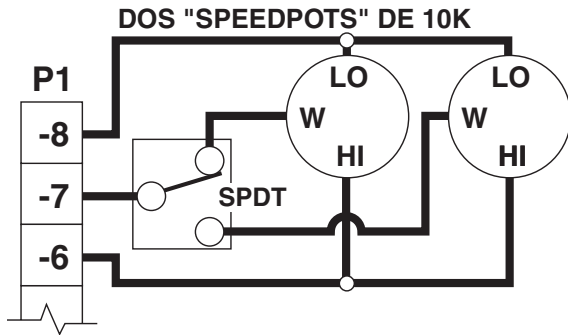 DOS "SPEEDPOTS" DE 10K
P1
LO LO
-8 W W
HI HI
-7 SPDT
-6